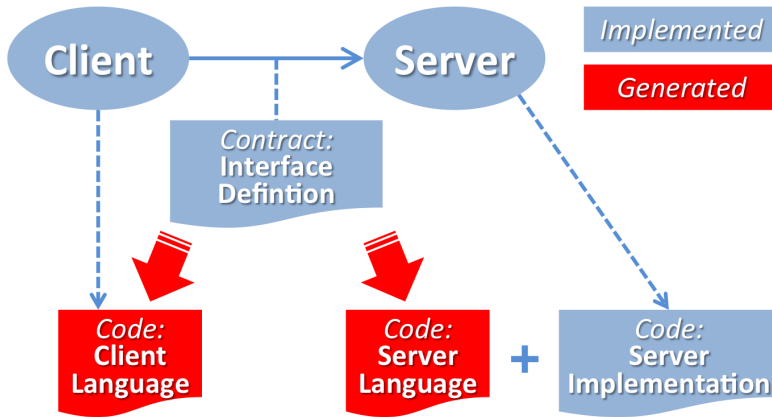 Client
Server
Implemented
Generated
Contract:
Interface
Defintion
Code:
Client
Language
Code:
Server
Language
+
Code:
Server
Implementation